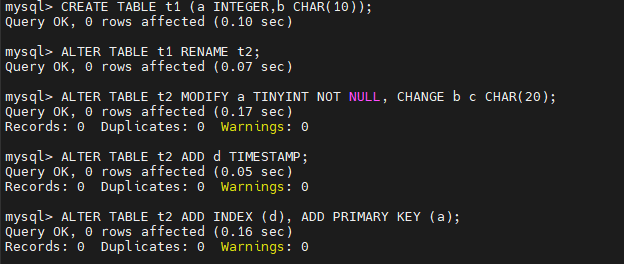 mysql> CREATE TABLE t1 (a INTEGER,b CHAR(10));
Query OK, 0 rows affected (0.10 sec)
mysql> ALTER TABLE t1 RENAME t2;
Query OK, 0 rows affected (0.07 sec)
mysql> ALTER TABLE t2 MODIFY a TINYINT NOT NULL, CHANGE b c CHAR(20);
Query OK, 0 rows affected (0.17 sec)
Records: 0  Duplicates: 0  Warnings: 0
mysql> ALTER TABLE t2 ADD d TIMESTAMP;
Query OK, 0 rows affected (0.05 sec)
Records: 0  Duplicates: 0  Warnings: 0
mysql> ALTER TABLE t2 ADD INDEX (d), ADD PRIMARY KEY (a);
Query OK, 0 rows affected (0.16 sec)
Records: 0  Duplicates: 0  Warnings: 0